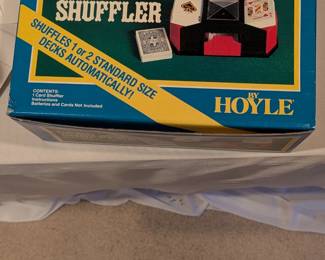 SHUFFLER
SHUFFLES 1 or 2 STANDARD SIZE
DECKS AUTOMATICALLY!
CONTENTS:
1 Card Shuffler
Instructions
Batteries and Cards Not Included
BY
HOYLE®